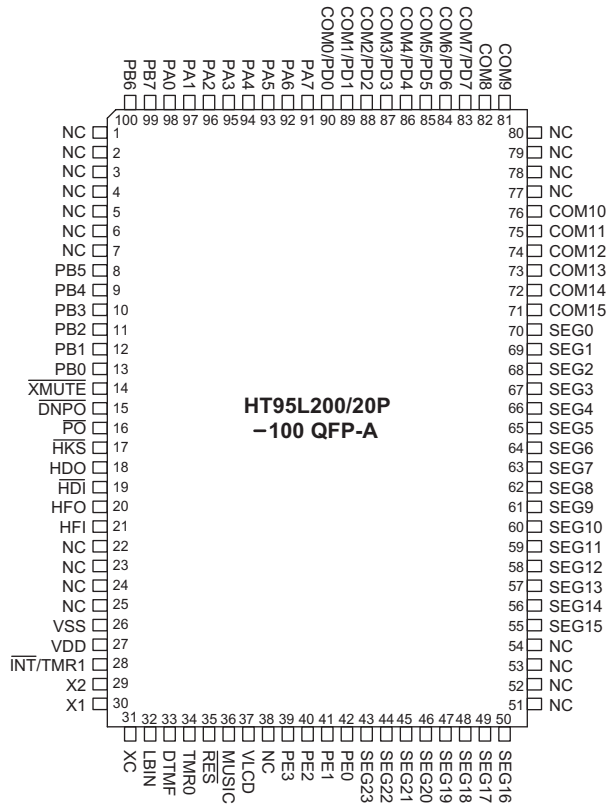 PB6 PB7 PA0 PA1 PA2 PA3 PA4 PA5 PA6 PA7 COM0/PD0 COM1/PD1 COM2/PD2 COM3/PD3 COM4/PD4 COM5/PD5 COM6/PD6 COM7/PD7 COM8 COM9
100 99 98 97 96 95 94 93 92 91 90 89 88 87 86 85 84 83 82 81
NC 1
NC 2
NC 3
NC 4
NC 5
NC 6
NC 7
PB5 8
PB4 9
PB3 10
PB2 11
PB1 12
PB0 13
XMUTE 14
DNPO 15
PO 16
HKS 17
HDO 18
HDI 19
HFO 20
HFI 21
NC 22
NC 23
NC 24
NC 25
VSS 26
VDD 27
INT/TMR1 28
X2 29
X1 30
HT95L200/20P
–100 QFP-A
80 NC
79 NC
78 NC
77 NC
76 COM10
75 COM11
74 COM12
73 COM13
72 COM14
71 COM15
70 SEG0
69 SEG1
68 SEG2
67 SEG3
66 SEG4
65 SEG5
64 SEG6
63 SEG7
62 SEG8
61 SEG9
60 SEG10
59 SEG11
58 SEG12
57 SEG13
56 SEG14
55 SEG15
54 NC
53 NC
52 NC
51 NC
31 32 33 34 35 36 37 38 39 40 41 42 43 44 45 46 47 48 49 50
XC LBIN DTMF TMR0 RES MUSIC VLCD NC PE3 PE2 PE1 PE0 SEG23 SEG22 SEG21 SEG20 SEG19 SEG18 SEG17 SEG16